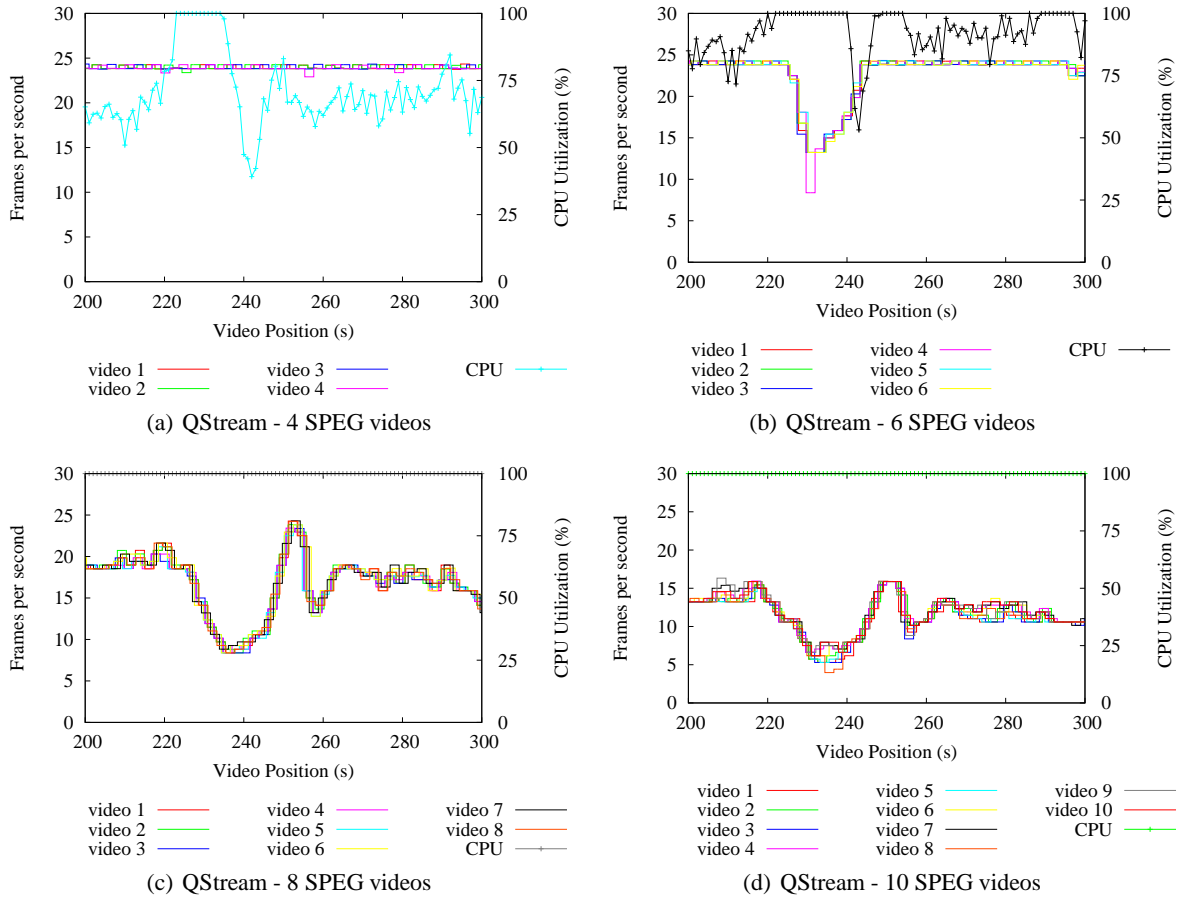 30
25
20
15
10
5
0
200 220 240 260 280 300
100
75
50
25
0
Frames per second
CPU Utilization (%)
Video Position (s)
video 1
video 2
video 3
video 4
CPU
(a) QStream - 4 SPEG videos
30
25
20
15
10
5
0
200 220 240 260 280 300
100
75
50
25
0
Frames per second
CPU Utilization (%)
Video Position (s)
video 1
video 2
video 3
video 4
video 5
video 6
CPU
(b) QStream - 6 SPEG videos
30
25
20
15
10
5
0
200 220 240 260 280 300
100
75
50
25
0
Frames per second
CPU Utilization (%)
Video Position (s)
video 1
video 2
video 3
video 4
video 5
video 6
video 7
video 8
CPU
(c) QStream - 8 SPEG videos
30
25
20
15
10
5
0
200 220 240 260 280 300
100
75
50
25
0
Frames per second
CPU Utilization (%)
Video Position (s)
video 1
video 2
video 3
video 4
video 5
video 6
video 7
video 8
video 9
video 10
CPU
(d) QStream - 10 SPEG videos